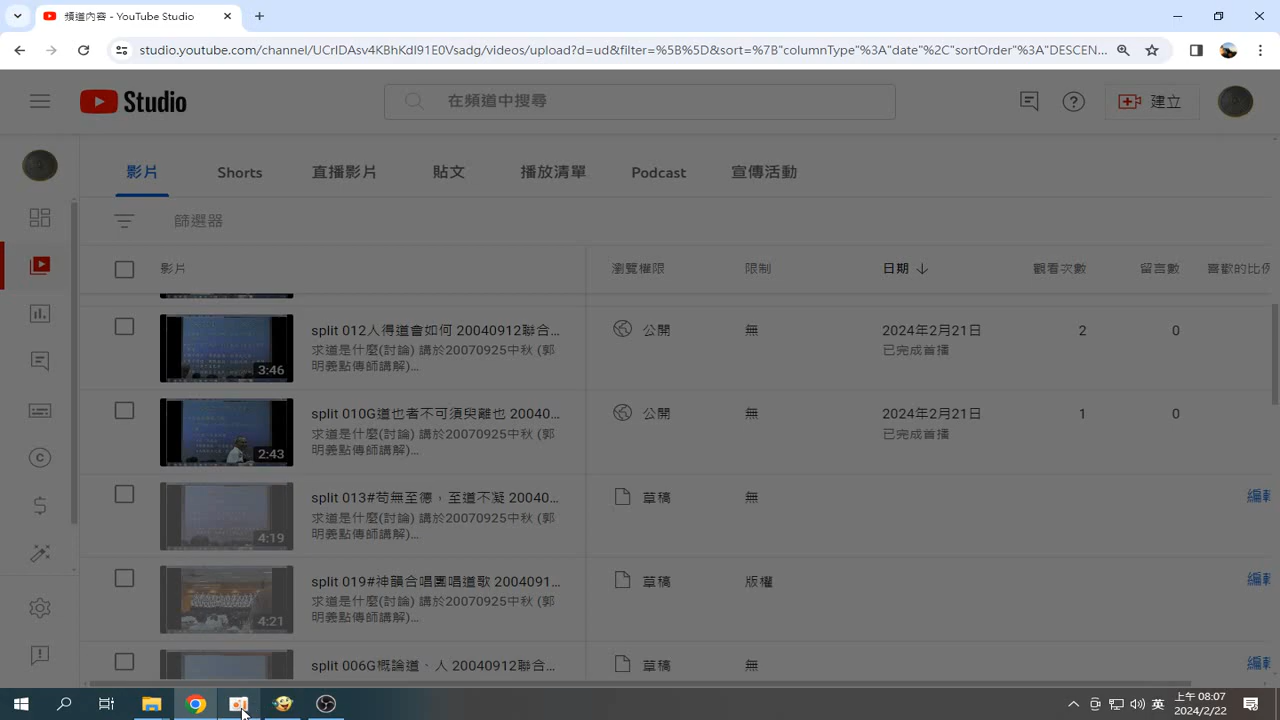 頻道內容 - YouTube Studio
studio.youtube.com/channel/UCrIDAsv4KBhKdI91E0Vsadg/videos/upload?d=ud&filter=%5B%5D&sort=%7B"columnType"%3A"date"%2C"sortOrder"%3A"DESCEN...
Studio
在頻道中搜尋
建立
影片 Shorts 直播影片 貼文 播放清單 Podcast 宣傳活動
篩選器
影片 瀏覽權限 限制 日期 觀看次數 留言數 喜歡的比例
split 012人得道會如何 20040912聯合... 公開 無 2024年2月21日 2 0
求道是什麼(討論) 講於20070925中秋 (郭 已完成首播
明義點傳師講解)...
3:46
split 010G道也者不可須臾離也 20040... 公開 無 2024年2月21日 1 0
求道是什麼(討論) 講於20070925中秋 (郭 已完成首播
明義點傳師講解)...
2:43
split 013#苟無至德，至道不凝 20040... 草稿 無 編輯
求道是什麼(討論) 講於20070925中秋 (郭
明義點傳師講解)...
4:19
split 019#神韻合唱團唱道歌 2004091... 草稿 版權 編輯
求道是什麼(討論) 講於20070925中秋 (郭
明義點傳師講解)...
4:21
split 006G概論道、人 20040912聯合... 草稿 無 編輯
英 上午 08:07
2024/2/22